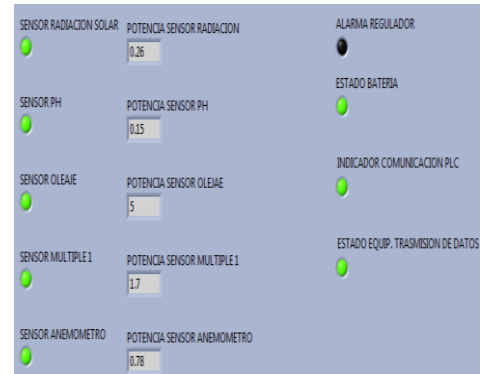 SENSOR RADIACION SOLAR
POTENCIA SENSOR RADIACION
0.26
SENSOR PH
POTENCIA SENSOR PH
0.15
SENSOR OLEAJE
POTENCIA SENSOR OLEJAE
5
SENSOR MULTIPLE 1
POTENCIA SENSOR MULTIPLE 1
1.7
SENSOR ANEMOMETRO
POTENCIA SENSOR ANEMOMETRO
0.78
ALARMA REGULADOR
ESTADO BATERIA
INDICADOR COMUNICACION PLC
ESTADO EQUIP. TRASMISION DE DATOS